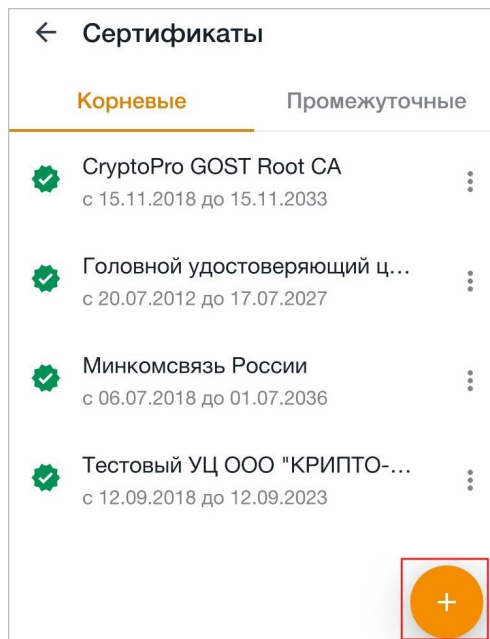 Сертификаты
Корневые Промежуточные
CryptoPro GOST Root CA
с 15.11.2018 до 15.11.2033
Головной удостоверяющий ц...
с 20.07.2012 до 17.07.2027
Минкомсвязь России
с 06.07.2018 до 01.07.2036
Тестовый УЦ ООО "КРИПТО-...
с 12.09.2018 до 12.09.2023